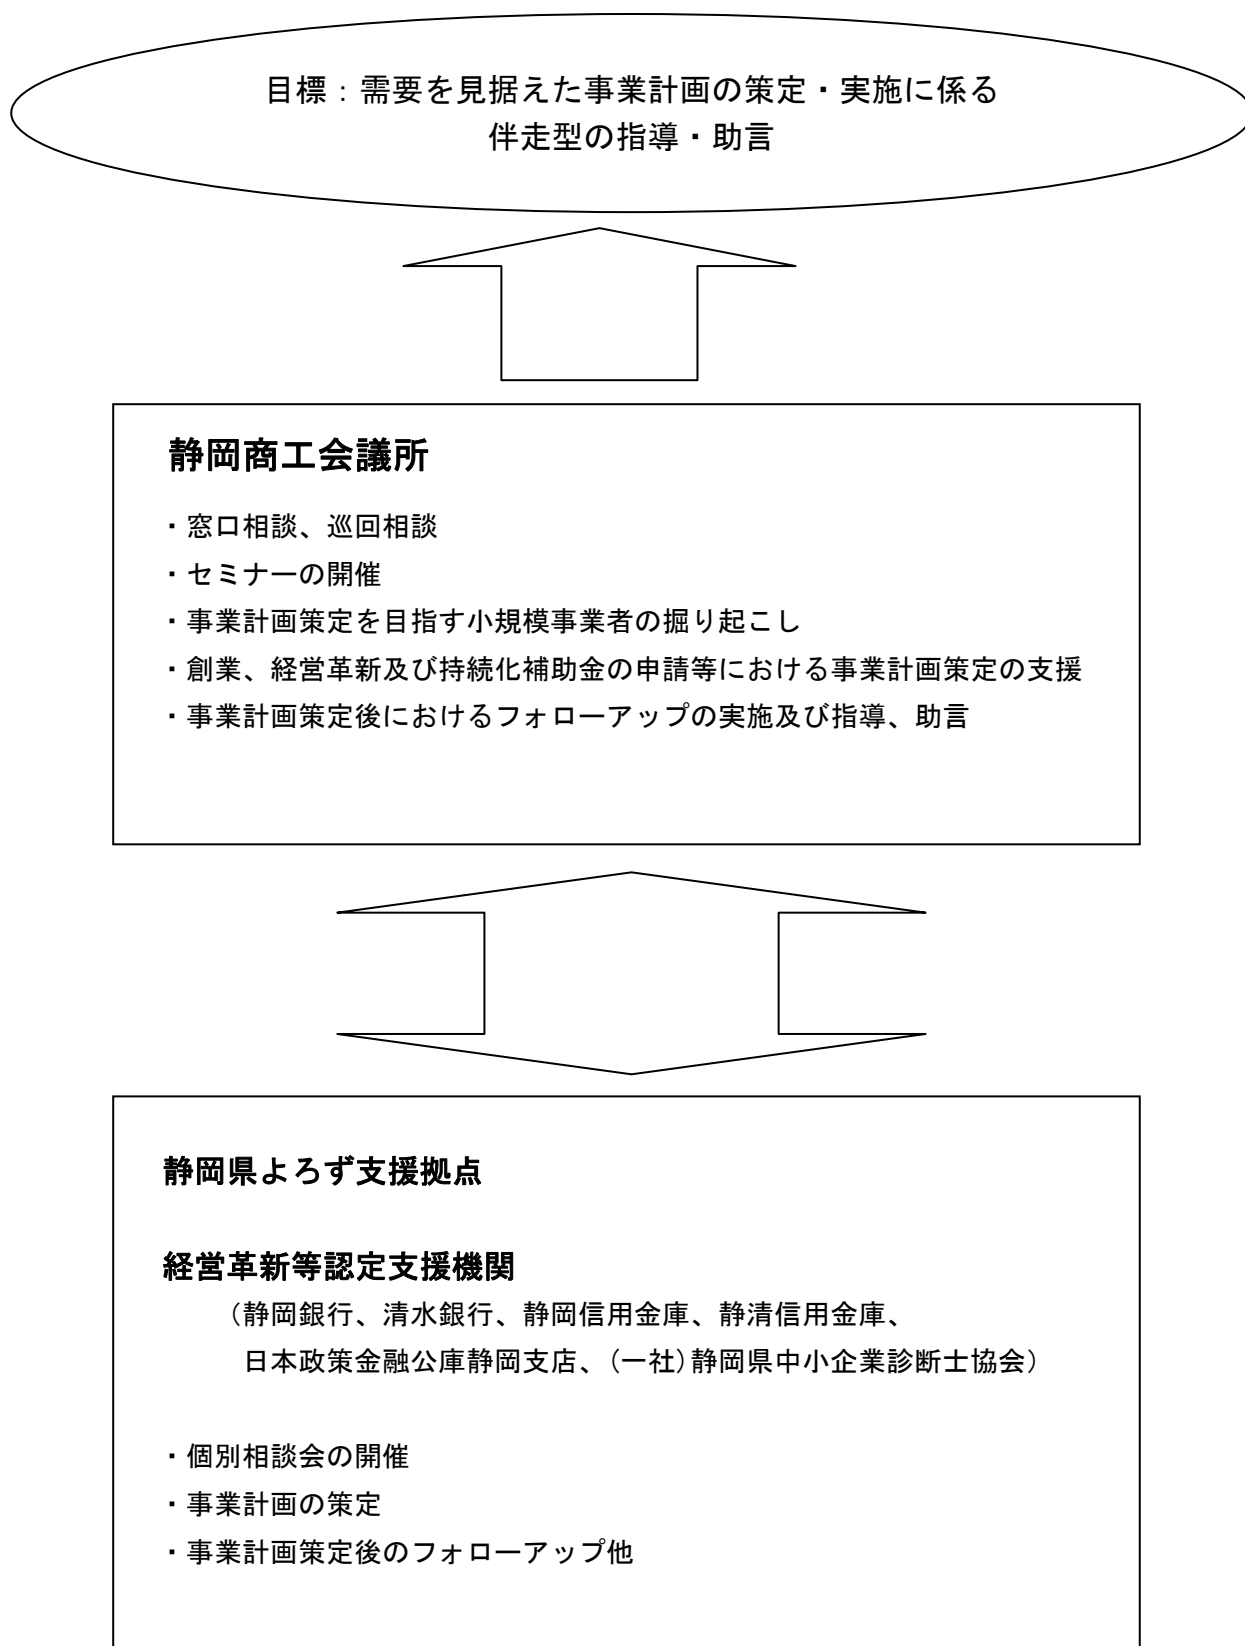 目標：需要を見据えた事業計画の策定・実施に係る
伴走型の指導・助言
静岡商工会議所
・窓口相談、巡回相談
・セミナーの開催
・事業計画策定を目指す小規模事業者の掘り起こし
・創業、経営革新及び持続化補助金の申請等における事業計画策定の支援
・事業計画策定後におけるフォローアップの実施及び指導、助言
静岡県よろず支援拠点
経営革新等認定支援機関
（静岡銀行、清水銀行、静岡信用金庫、静清信用金庫、
日本政策金融公庫静岡支店、（一社）静岡県中小企業診断士協会）
・個別相談会の開催
・事業計画の策定
・事業計画策定後のフォローアップ他